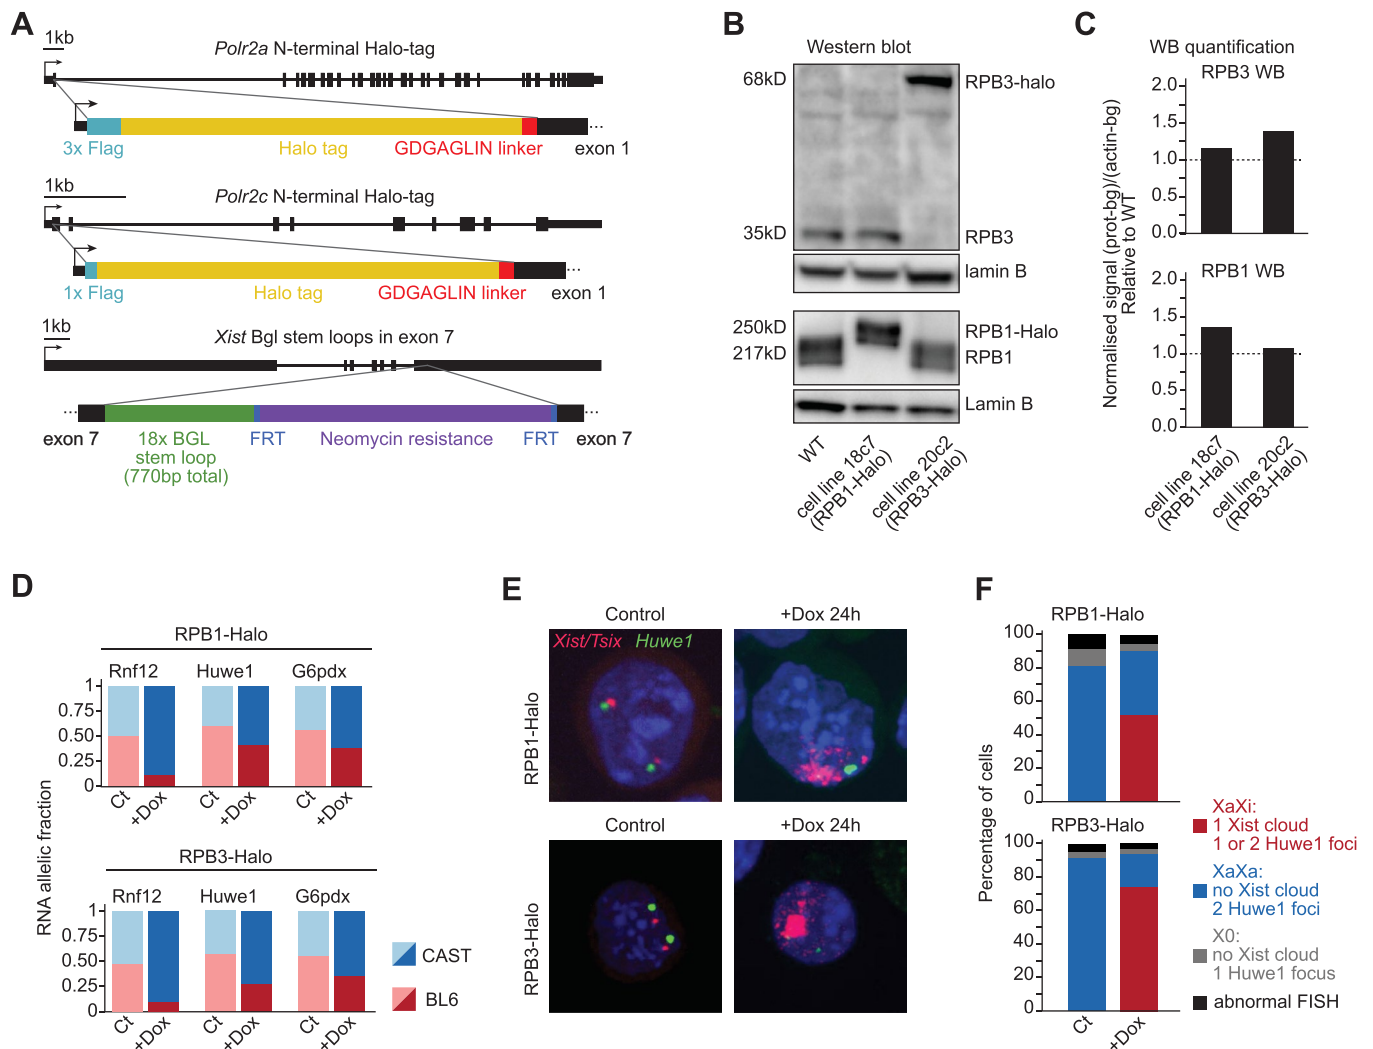 A
1kb
Polr2a N-terminal Halo-tag
3x Flag
Halo tag
GDGAGLIN linker
exon 1
...
1kb
Polr2c N-terminal Halo-tag
1x Flag
Halo tag
GDGAGLIN linker
exon 1
...
1kb
Xist Bgl stem loops in exon 7
...
...
exon 7
18x BGL
stem loop
(770bp total)
FRT
Neomycin resistance
FRT
exon 7
B
Western blot
68kD
RPB3-halo
35kD
RPB3
lamin B
250kD
RPB1-Halo
217kD
RPB1
Lamin B
WT
cell line 18c7
(RPB1-Halo)
cell line 20c2
(RPB3-Halo)
C
WB quantification
RPB3 WB
2.0
1.5
1.0
0.5
0.0
RPB1 WB
2.0
1.5
1.0
0.5
0.0
Normalised signal (prot-bg)/(actin-bg)
Relative to WT
cell line 18c7
(RPB1-Halo)
cell line 20c2
(RPB3-Halo)
D
RNA allelic fraction
RPB1-Halo
Rnf12
Huwe1
G6pdx
1
0.75
0.50
0.25
0
Ct
+Dox
Ct
+Dox
Ct
+Dox
RPB3-Halo
Rnf12
Huwe1
G6pdx
1
0.75
0.50
0.25
0
Ct
+Dox
Ct
+Dox
Ct
+Dox
CAST
BL6
E
Control
+Dox 24h
Xist/Tsix
Huwe1
RPB1-Halo
Control
+Dox 24h
RPB3-Halo
F
Percentage of cells
RPB1-Halo
100
80
60
40
20
0
RPB3-Halo
100
80
60
40
20
0
Ct
+Dox
XaXi:
1 Xist cloud
1 or 2 Huwe1 foci
XaXa:
no Xist cloud
2 Huwe1 foci
X0:
no Xist cloud
1 Huwe1 focus
abnormal FISH